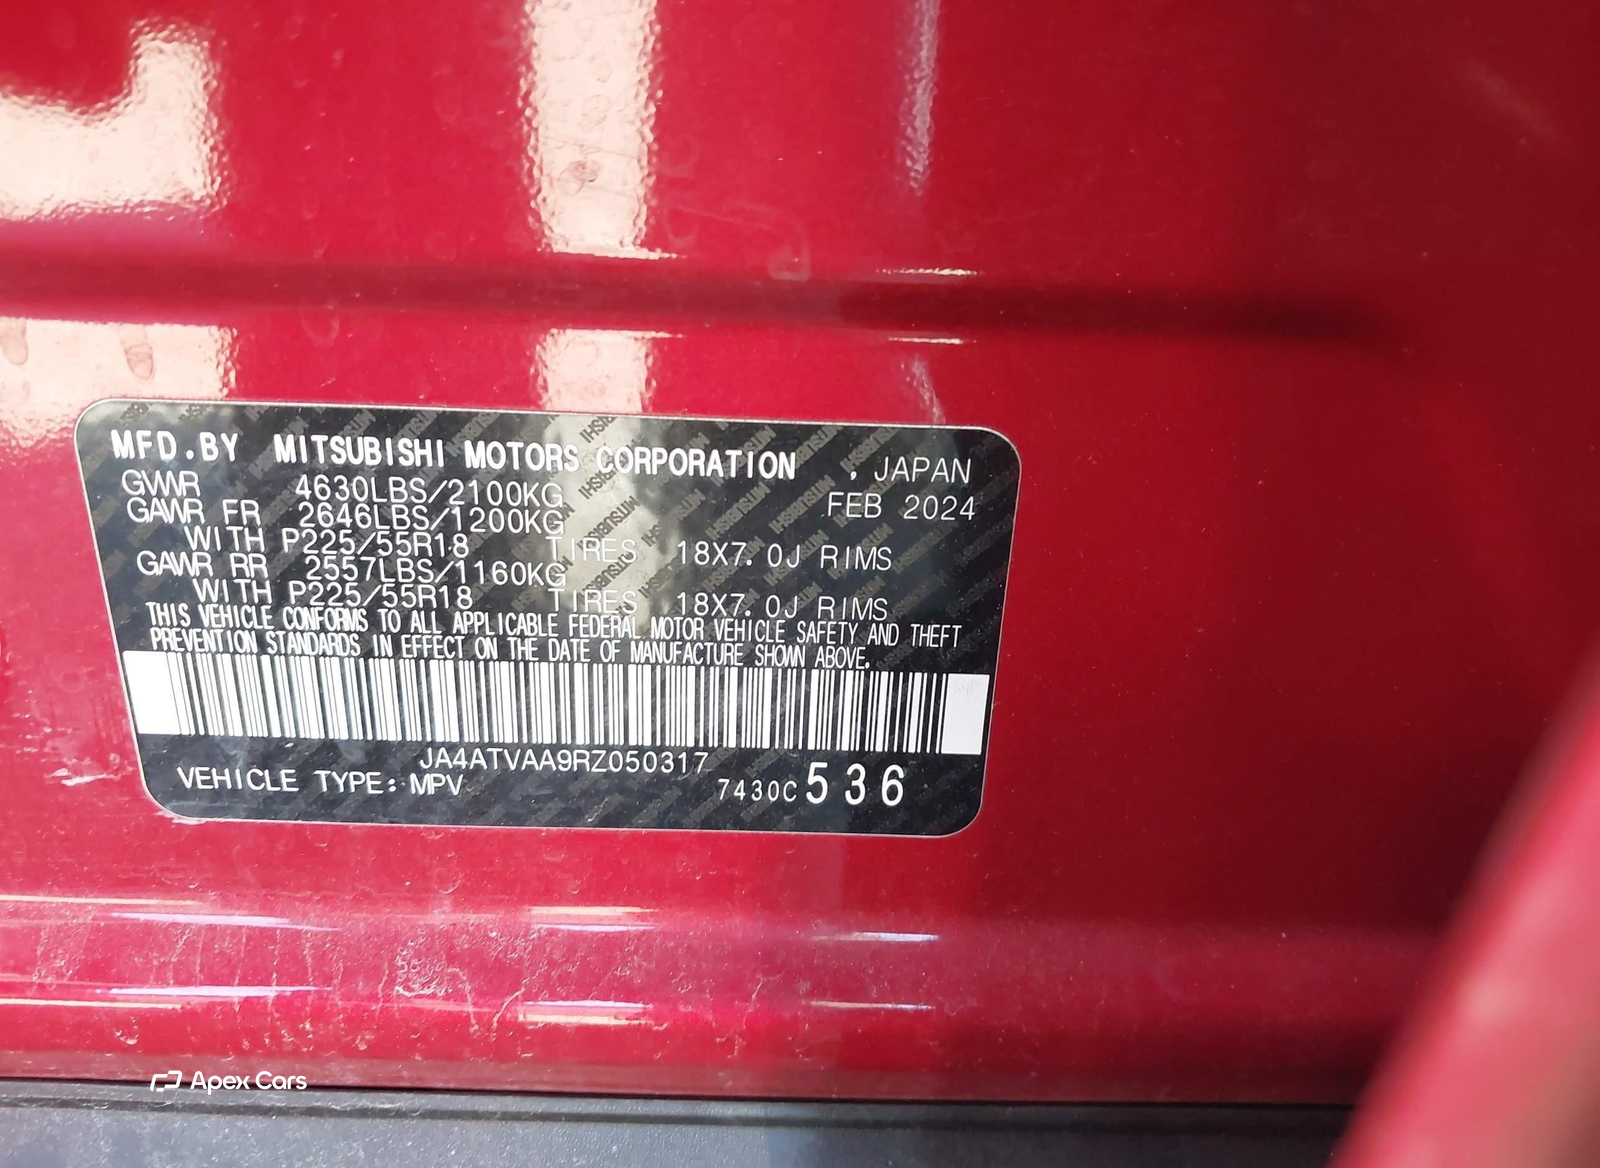 MFD.BY MITSUBISHI MOTORS CORPORATION , JAPAN
GVWR 4630LBS/2100KG FEB 2024
GAWR FR 2646LBS/1200KG
WITH P225/55R18 TIRES 18X7.0J RIMS
GAWR RR 2557LBS/1160KG
WITH P225/55R18 TIRES 18X7.0J RIMS
THIS VEHICLE CONFORMS TO ALL APPLICABLE FEDERAL MOTOR VEHICLE SAFETY AND THEFT
PREVENTION STANDARDS IN EFFECT ON THE DATE OF MANUFACTURE SHOWN ABOVE.
JA4ATVAA9RZ050317
VEHICLE TYPE: MPV 7430C 536
Apex Cars